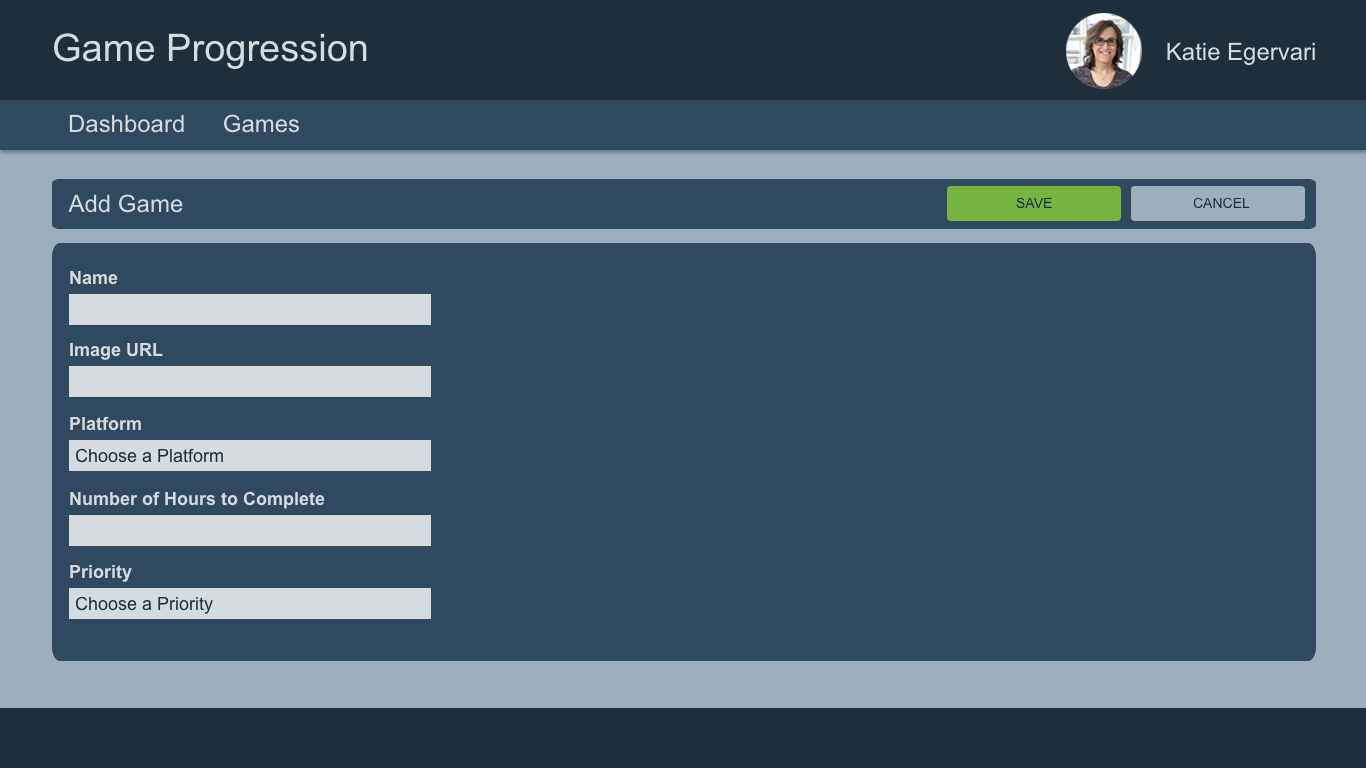 Game Progression
Katie Egervari
Dashboard Games
Add Game
SAVE
CANCEL
Name
Image URL
Platform
Choose a Platform
Number of Hours to Complete
Priority
Choose a Priority